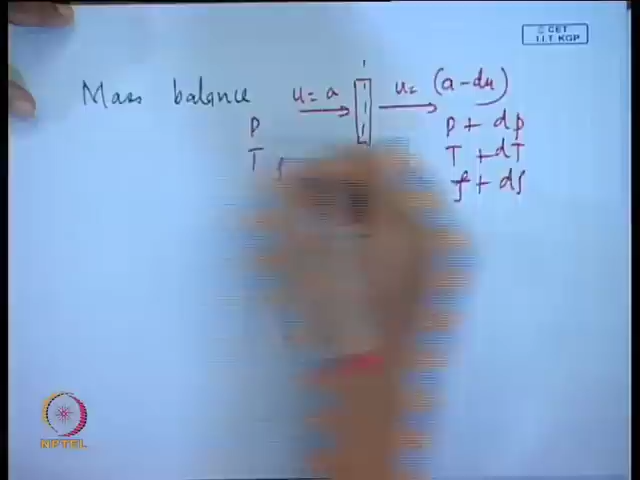 © CET
I.I.T. KGP
Mass balance u = a u = (a - du)
p p + dp
T T + dT
ρ ρ + dρ
NPTEL